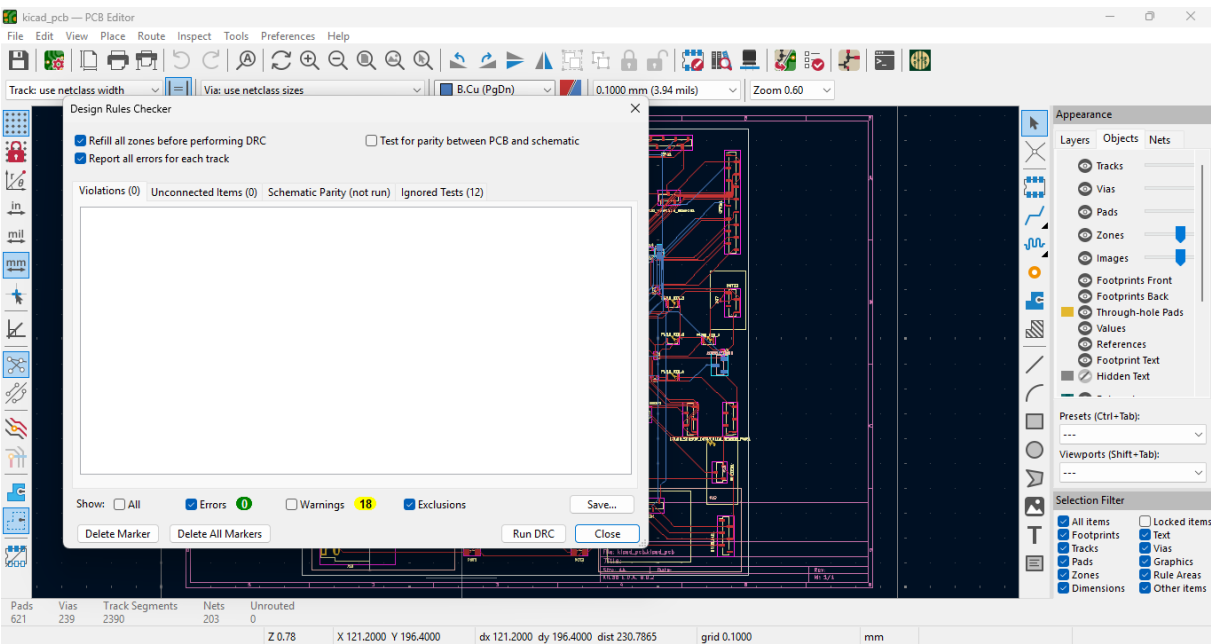 kicad_pcb — PCB Editor
File Edit View Place Route Inspect Tools Preferences Help
Track: use netclass width Via: use netclass sizes B.Cu (PgDn) 0.1000 mm (3.94 mils) Zoom 0.60
Design Rules Checker
Refill all zones before performing DRC Test for parity between PCB and schematic
Report all errors for each track
Violations (0) Unconnected Items (0) Schematic Parity (not run) Ignored Tests (12)
Show: All Errors 0 Warnings 18 Exclusions Save...
Delete Marker Delete All Markers Run DRC Close
in
mil
mm
Appearance
Layers Objects Nets
Tracks
Vias
Pads
Zones
Images
Footprints Front
Footprints Back
Through-hole Pads
Values
References
Footprint Text
Hidden Text
Presets (Ctrl+Tab):
---
Viewports (Shift+Tab):
---
Selection Filter
All items Locked items
Footprints Text
Tracks Vias
Pads Graphics
Zones Rule Areas
Dimensions Other items
Pads Vias Track Segments Nets Unrouted
621 239 2390 203 0
Z 0.78 X 121.2000 Y 196.4000 dx 121.2000 dy 196.4000 dist 230.7865 grid 0.1000 mm